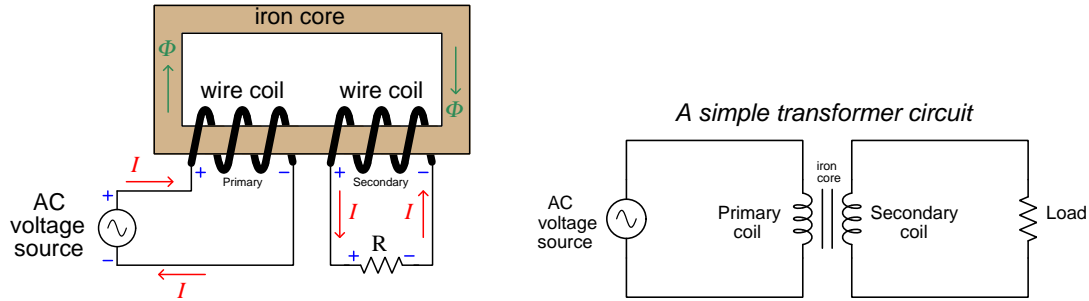 iron core
Φ
Φ
wire coil
wire coil
I
+
Primary
−
+
Secondary
−
+
AC
voltage
source
−
I
I
I
R
+
−
A simple transformer circuit
iron
core
AC
voltage
source
Primary
coil
Secondary
coil
Load